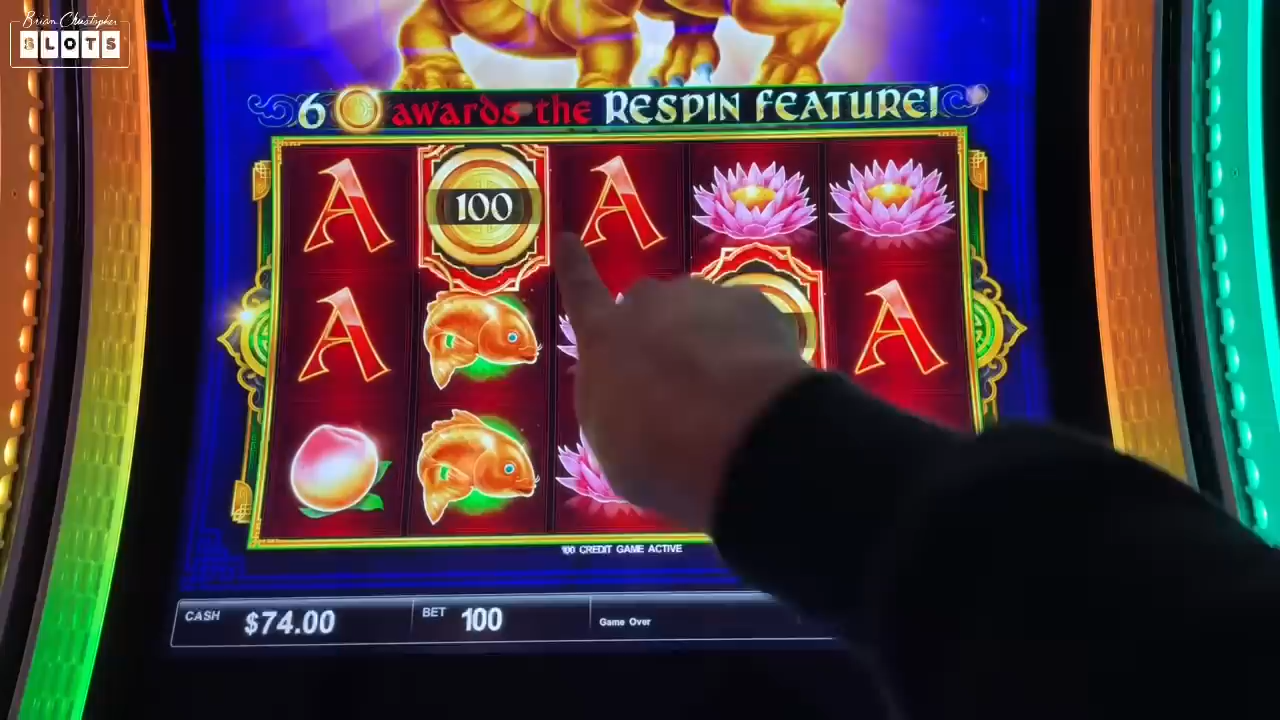 Brian Christopher
SLOTS
6 awards the RESPIN FEATURE!
A
100
A
A
A
100 CREDIT GAME ACTIVE
CASH $74.00 BET 100 Game Over